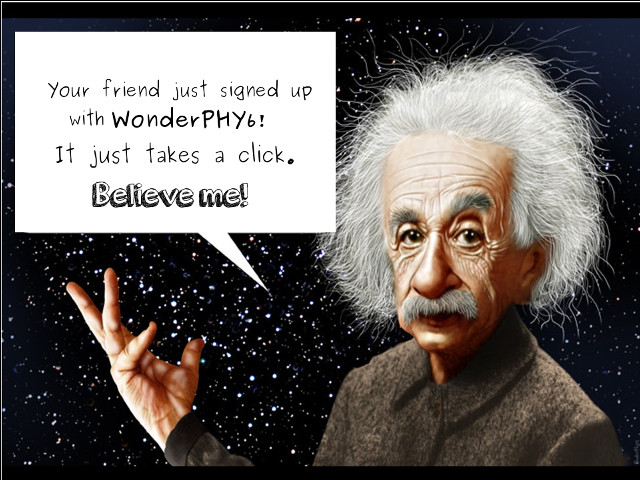 Your friend just signed up
with WonderPHY6!
It just takes a click.
Believe me!